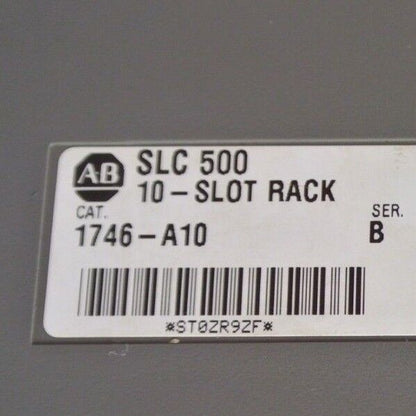 AB SLC 500
10-SLOT RACK
CAT. SER.
1746-A10 B
*ST0ZR9ZF*